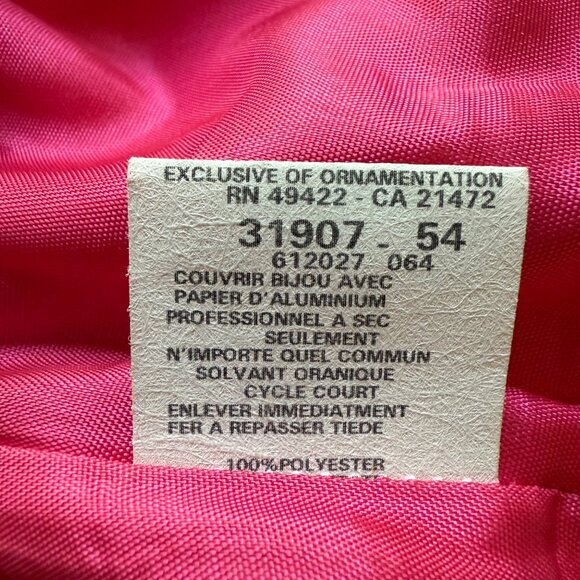 EXCLUSIVE OF ORNAMENTATION
RN 49422 - CA 21472
31907 - 54
612027 064
COUVRIR BIJOU AVEC
PAPIER D'ALUMINIUM
PROFESSIONNEL A SEC
SEULEMENT
N'IMPORTE QUEL COMMUN
SOLVANT ORANIQUE
CYCLE COURT
ENLEVER IMMEDIATMENT
FER A REPASSER TIEDE
100%POLYESTER